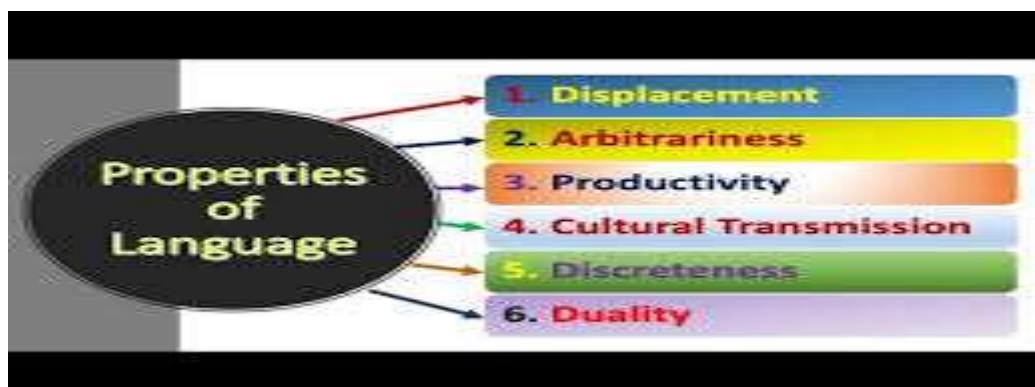 Properties
of
Language
1. Displacement
2. Arbitrariness
3. Productivity
4. Cultural Transmission
5. Discreteness
6. Duality